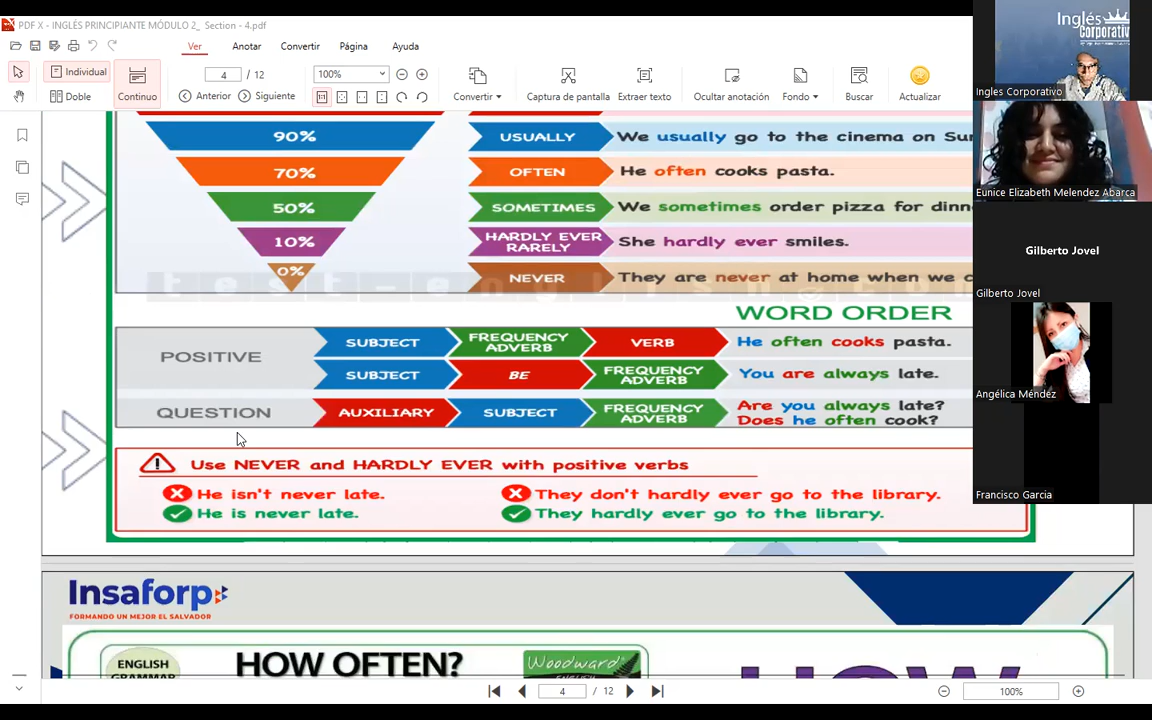 PDF X - INGLÉS PRINCIPIANTE MÓDULO 2_ Section - 4.pdf
Ver Anotar Convertir Página Ayuda
Individual
Doble
Continuo
4 / 12
Anterior Siguiente
100%
Convertir
Captura de pantalla
Extraer texto
Ocultar anotación
Fondo
Buscar
Actualizar
Inglés
Corporativo
Ingles Corporativo
Eunice Elizabeth Melendez Abarca
Gilberto Jovel
Gilberto Jovel
Angélica Méndez
Francisco Garcia
90% USUALLY We usually go to the cinema on
70% OFTEN He often cooks pasta.
50% SOMETIMES We sometimes order pizza for
10% HARDLY EVER RARELY She hardly ever smiles.
0% NEVER They are never at home when we
WORD ORDER
POSITIVE
SUBJECT FREQUENCY ADVERB VERB He often cooks pasta.
SUBJECT BE FREQUENCY ADVERB You are always late.
QUESTION AUXILIARY SUBJECT FREQUENCY ADVERB Are you always late?
Does he often cook?
Use NEVER and HARDLY EVER with positive verbs
He isn't never late. They don't hardly ever go to the library.
He is never late. They hardly ever go to the library.
Insaforp
FORMANDO UN MEJOR EL SALVADOR
ENGLISH
HOW OFTEN?
Woodward
4 / 12
100%